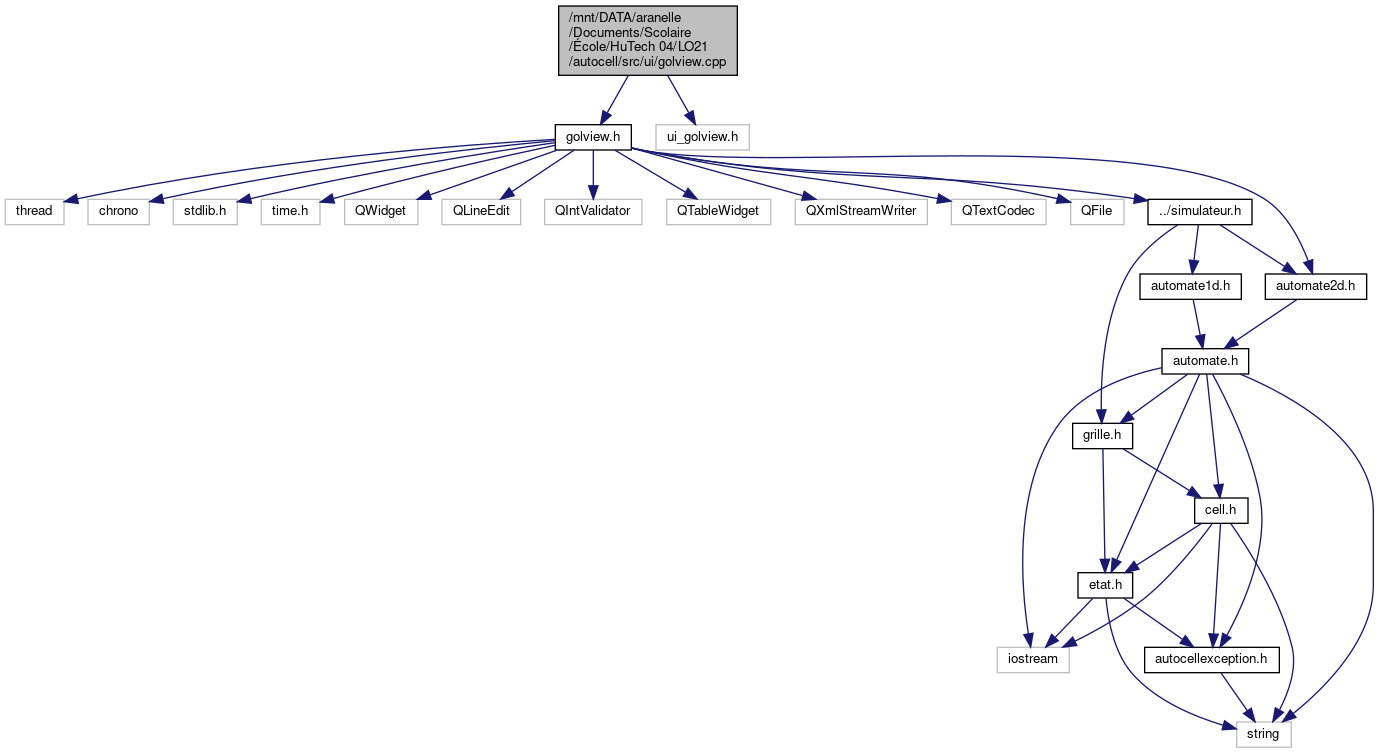 /mnt/DATA/aranelle
/Documents/Scolaire
/École/HuTech 04/LO21
/autocell/src/ui/golview.cpp
golview.h
ui_golview.h
thread
chrono
stdlib.h
time.h
QWidget
QLineEdit
QIntValidator
QTableWidget
QXmlStreamWriter
QTextCodec
QFile
../simulateur.h
automate1d.h
automate2d.h
automate.h
grille.h
cell.h
etat.h
iostream
autocellexception.h
string